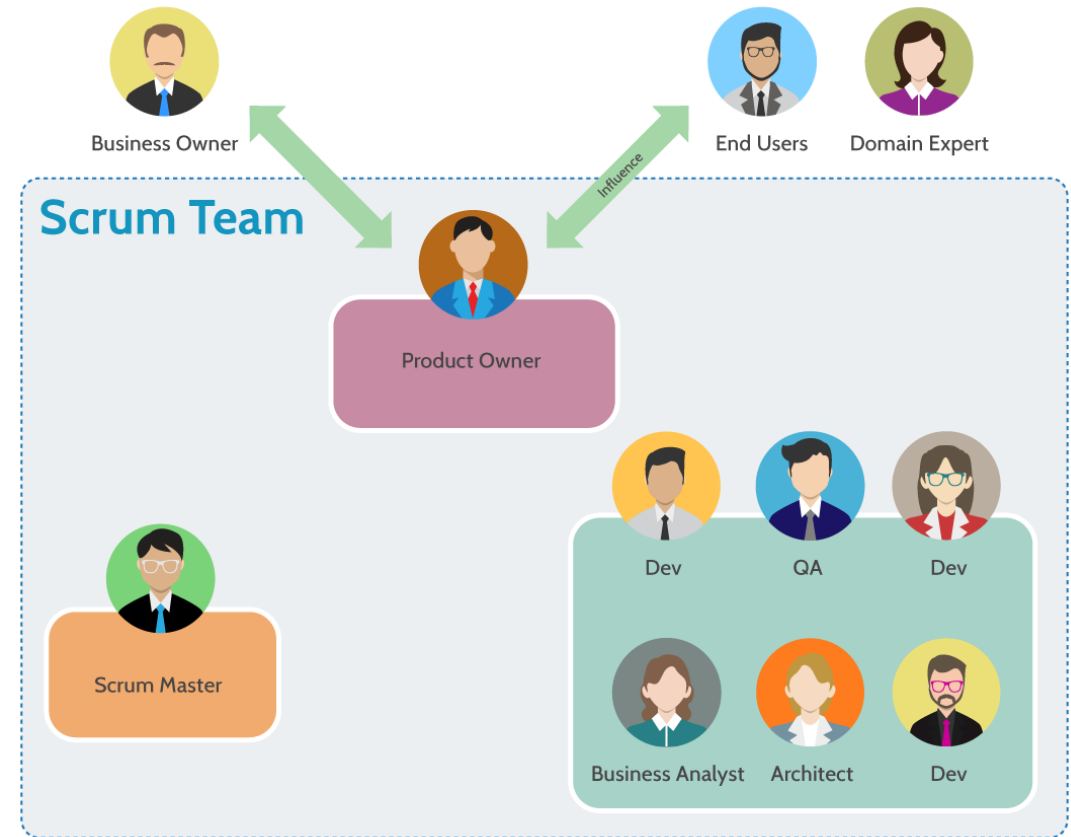 Business Owner
End Users
Domain Expert
Influence
Scrum Team
Product Owner
Dev
QA
Dev
Scrum Master
Business Analyst
Architect
Dev